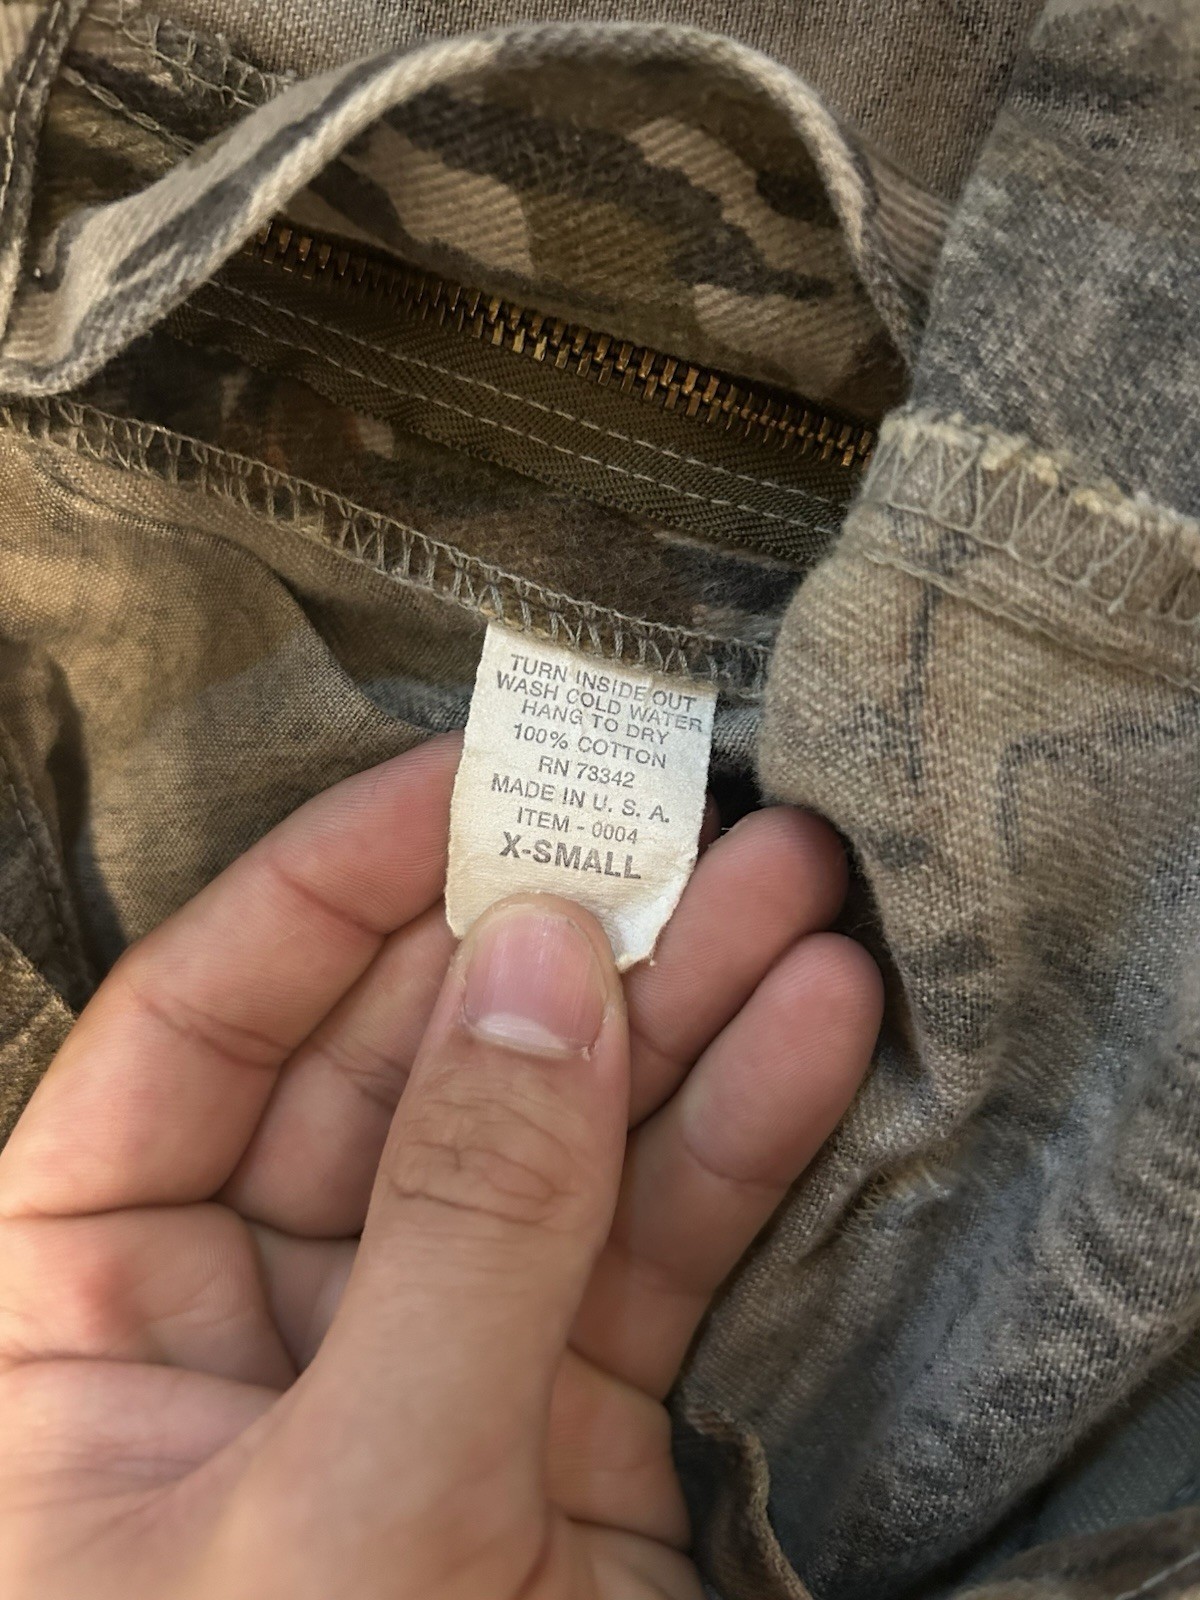 TURN INSIDE OUT
WASH COLD WATER
HANG TO DRY
100% COTTON
RN 73342
MADE IN U. S. A.
ITEM - 0004
X-SMALL